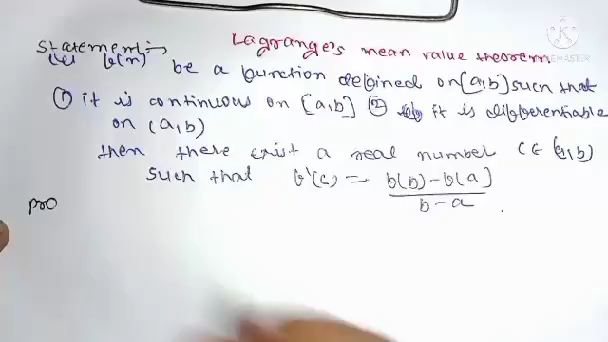 Lagrange's mean value theorem
Statement :→
Let f(x) be a function defined on [a,b] such that
① it is continuous on [a,b] ② it is differentiable
on (a,b)
then there exist a real number c ∈ (a,b)
such that f'(c) = f(b) - f(a) / b - a
pro